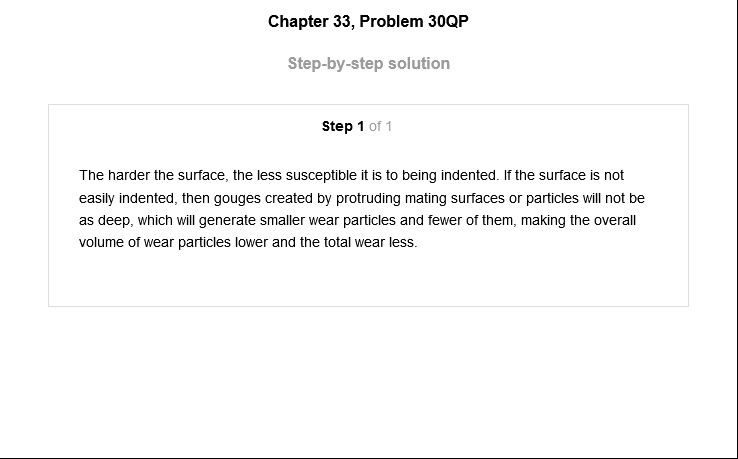 Chapter 33, Problem 30QP
Step-by-step solution
Step 1 of 1
The harder the surface, the less susceptible it is to being indented. If the surface is not
easily indented, then gouges created by protruding mating surfaces or particles will not be
as deep, which will generate smaller wear particles and fewer of them, making the overall
volume of wear particles lower and the total wear less.